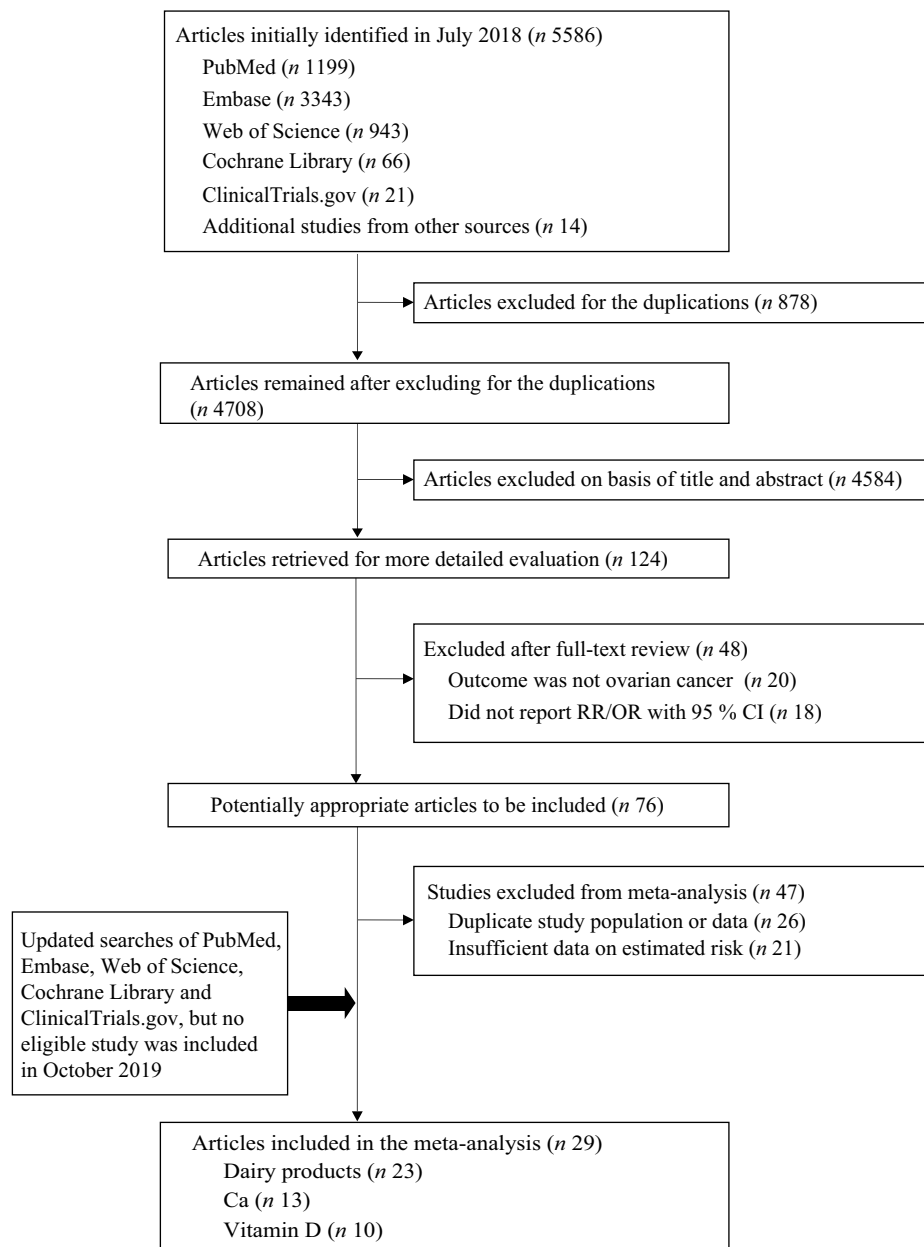 Articles initially identified in July 2018 (n 5586)
PubMed (n 1199)
Embase (n 3343)
Web of Science (n 943)
Cochrane Library (n 66)
ClinicalTrials.gov (n 21)
Additional studies from other sources (n 14)
Articles excluded for the duplications (n 878)
Articles remained after excluding for the duplications
(n 4708)
Articles excluded on basis of title and abstract (n 4584)
Articles retrieved for more detailed evaluation (n 124)
Excluded after full-text review (n 48)
Outcome was not ovarian cancer (n 20)
Did not report RR/OR with 95 % CI (n 18)
Potentially appropriate articles to be included (n 76)
Studies excluded from meta-analysis (n 47)
Duplicate study population or data (n 26)
Insufficient data on estimated risk (n 21)
Updated searches of PubMed,
Embase, Web of Science,
Cochrane Library and
ClinicalTrials.gov, but no
eligible study was included
in October 2019
Articles included in the meta-analysis (n 29)
Dairy products (n 23)
Ca (n 13)
Vitamin D (n 10)